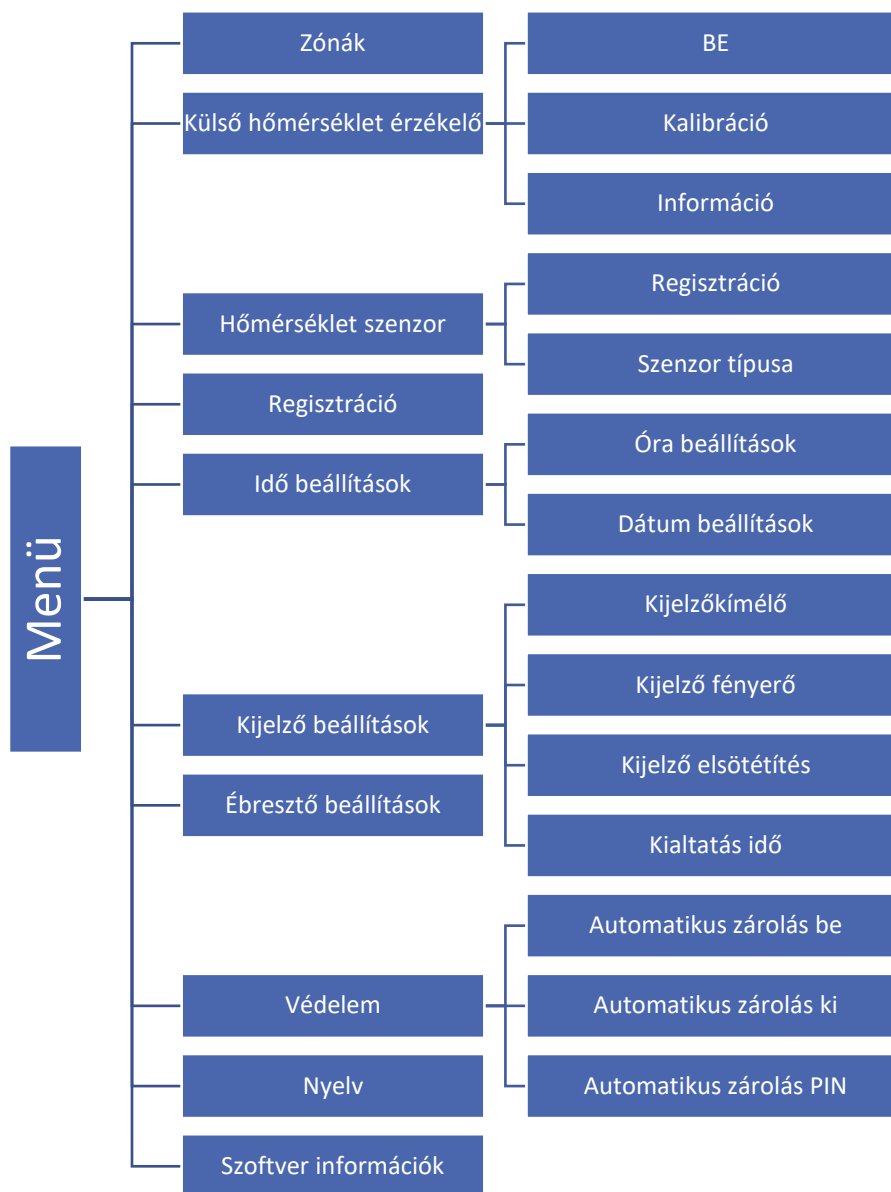 Menü
Zónák
Külső hőmérséklet érzékelő
BE
Kalibráció
Információ
Hőmérséklet szenzor
Regisztráció
Szenzor típusa
Regisztráció
Idő beállítások
Óra beállítások
Dátum beállítások
Kijelző beállítások
Kijelzőkímélő
Kijelző fényerő
Kijelző elsötétítés
Kialtatás idő
Ébresztő beállítások
Védelem
Automatikus zárolás be
Automatikus zárolás ki
Automatikus zárolás PIN
Nyelv
Szoftver információk